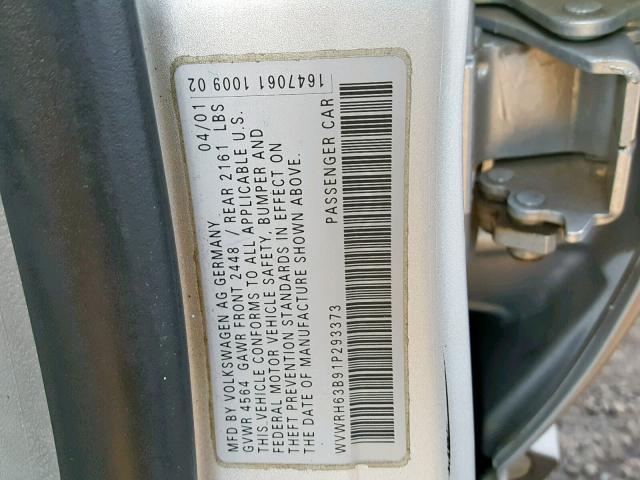 1647061 1009 02
MFD BY VOLKSWAGEN AG GERMANY 04/01
GVWR 4564 GAWR FRONT 2448 / REAR 2161 LBS
THIS VEHICLE CONFORMS TO ALL APPLICABLE U.S.
FEDERAL MOTOR VEHICLE SAFETY, BUMPER AND
THEFT PREVENTION STANDARDS IN EFFECT ON
THE DATE OF MANUFACTURE SHOWN ABOVE.
PASSENGER CAR
WVWRH63B91P293373